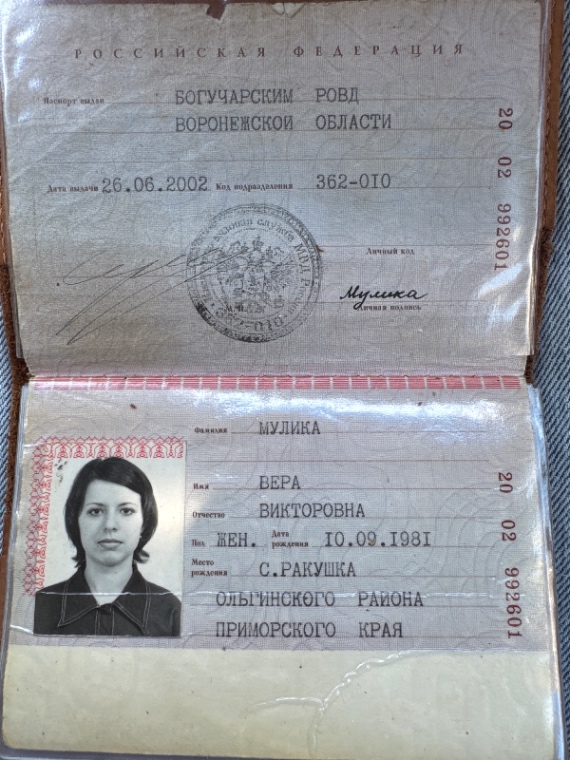 РОССИЙСКАЯ ФЕДЕРАЦИЯ
Паспорт выдан БОГУЧАРСКИМ РОВД
ВОРОНЕЖСКОЙ ОБЛАСТИ
Дата выдачи 26.06.2002 Код подразделения 362-010
Личный код
Мулика
Личная подпись
20 02 992601
Фамилия МУЛИКА
Имя ВЕРА
Отчество ВИКТОРОВНА
Пол ЖЕН. Дата рождения 10.09.1981
Место рождения С.РАКУШКА
ОЛЬГИНСКОГО РАЙОНА
ПРИМОРСКОГО КРАЯ
20 02 992601